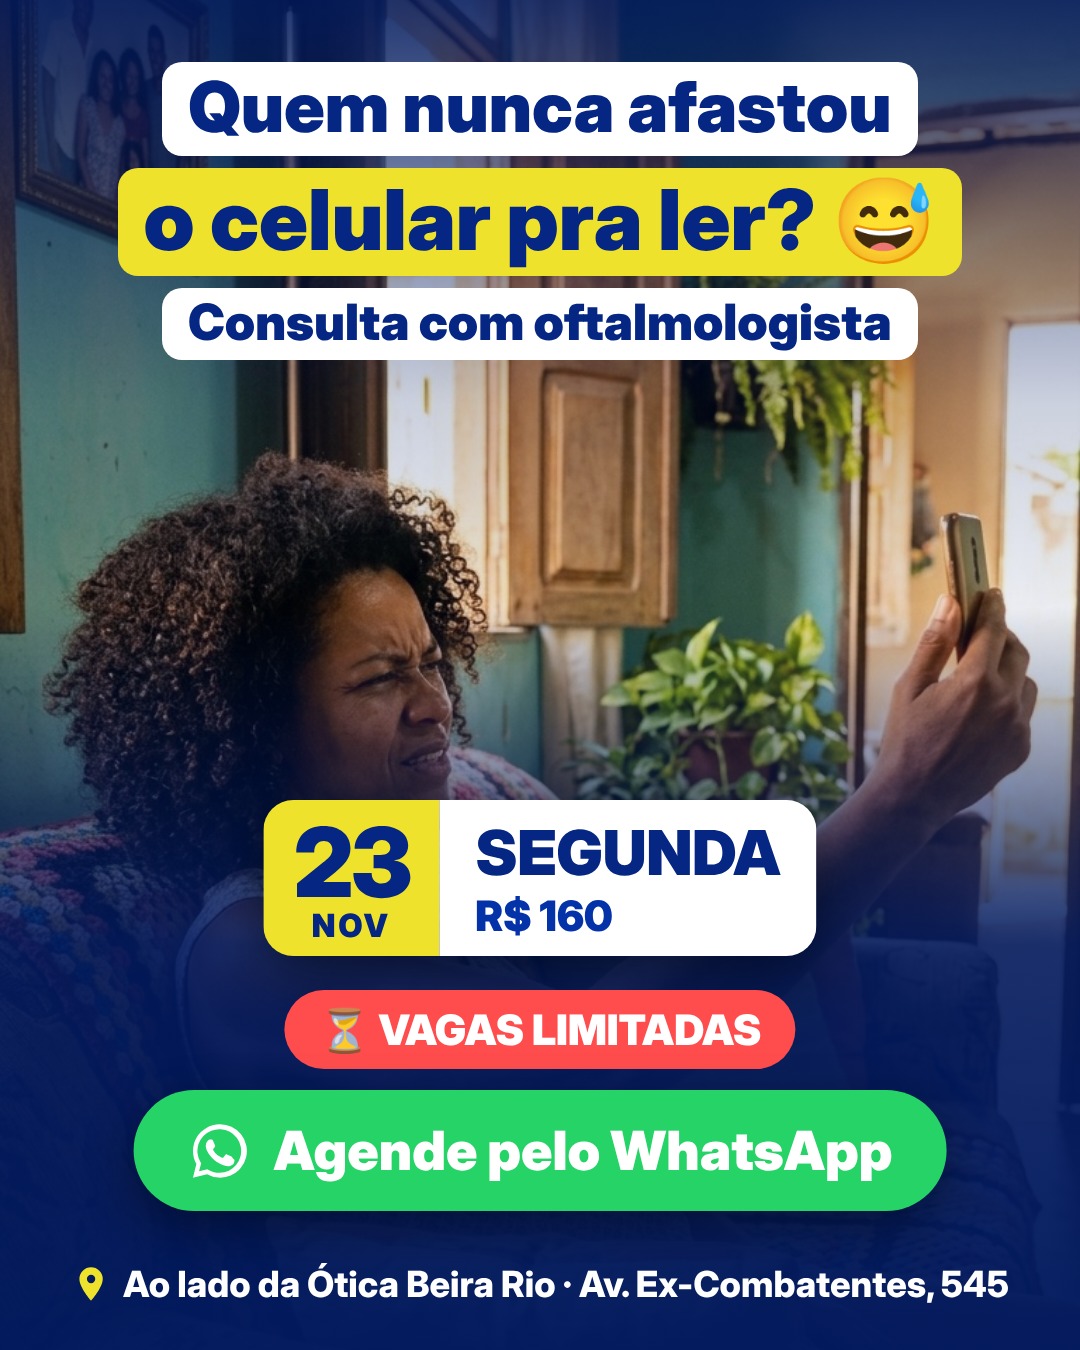 Quem nunca afastou
o celular pra ler? 😅
Consulta com oftalmologista
23
NOV
SEGUNDA
R$ 160
⏳ VAGAS LIMITADAS
Agende pelo WhatsApp
Ao lado da Ótica Beira Rio · Av. Ex-Combatentes, 545